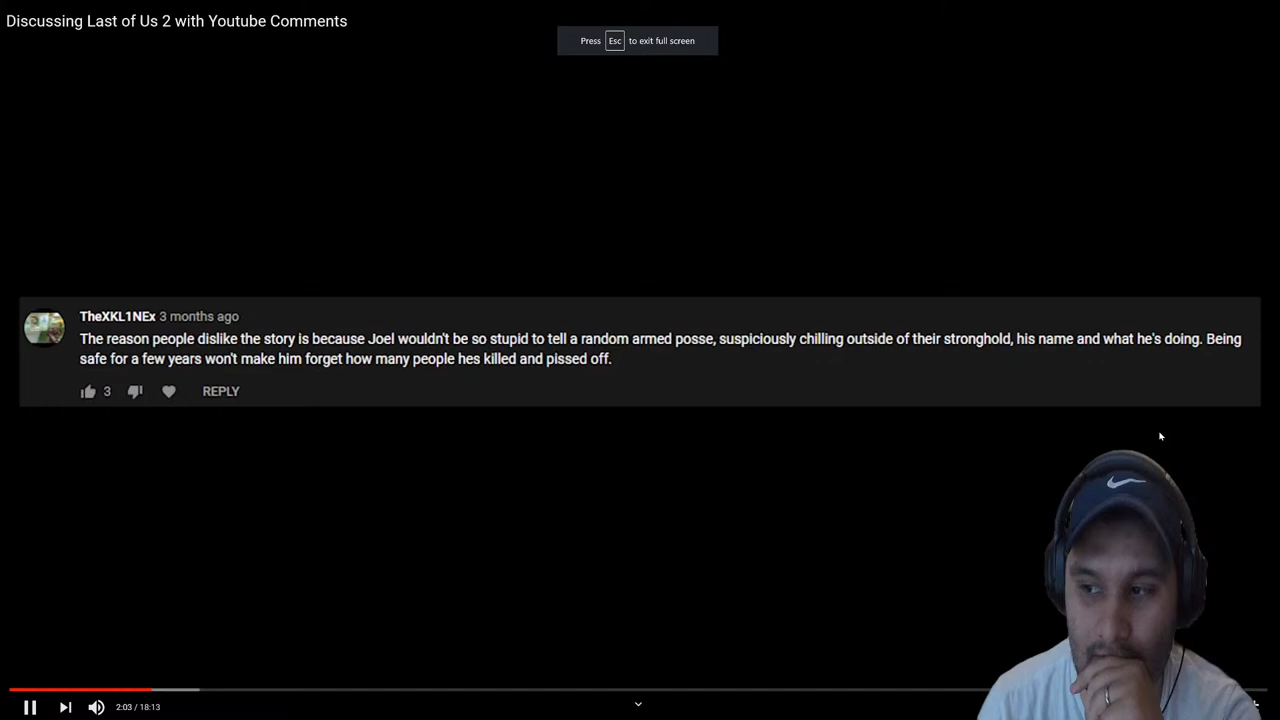 Discussing Last of Us 2 with Youtube Comments
Press Esc to exit full screen
TheXKL1NEx 3 months ago
The reason people dislike the story is because Joel wouldn't be so stupid to tell a random armed posse, suspiciously chilling outside of their stronghold, his name and what he's doing. Being
safe for a few years won't make him forget how many people hes killed and pissed off.
3 REPLY
2:03 / 18:13